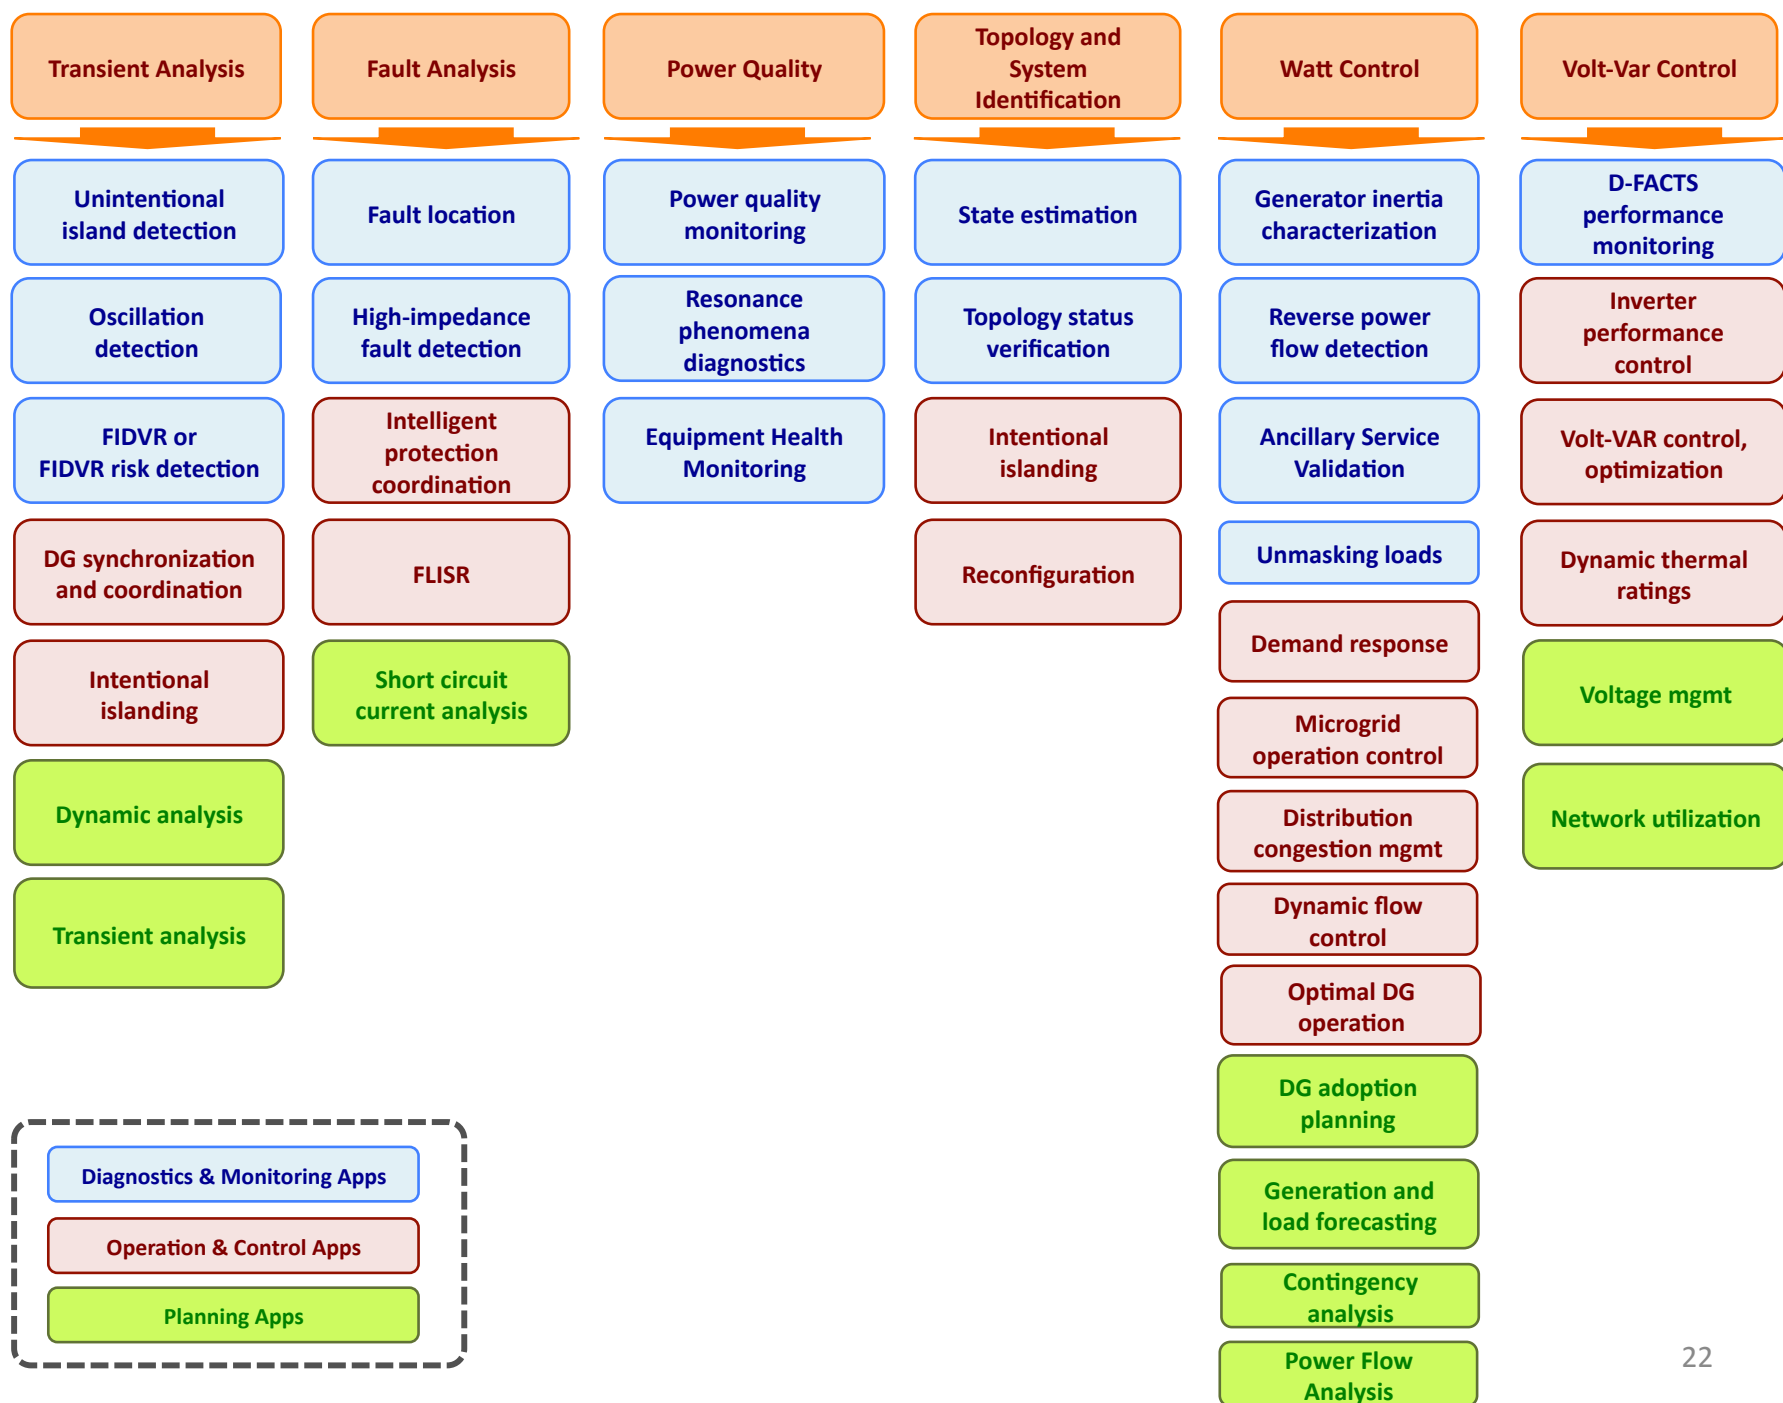 Transient Analysis
Unintentional
island detection
Oscillation
detection
FIDVR or
FIDVR risk detection
DG synchronization
and coordination
Intentional
islanding
Dynamic analysis
Transient analysis
Fault Analysis
Fault location
High-impedance
fault detection
Intelligent
protection
coordination
FLISR
Short circuit
current analysis
Power Quality
Power quality
monitoring
Resonance
phenomena
diagnostics
Equipment Health
Monitoring
Topology and
System
Identification
State estimation
Topology status
verification
Intentional
islanding
Reconfiguration
Watt Control
Generator inertia
characterization
Reverse power
flow detection
Ancillary Service
Validation
Unmasking loads
Demand response
Microgrid
operation control
Distribution
congestion mgmt
Dynamic flow
control
Optimal DG
operation
DG adoption
planning
Generation and
load forecasting
Contingency
analysis
Power Flow
Analysis
Volt-Var Control
D-FACTS
performance
monitoring
Inverter
performance
control
Volt-VAR control,
optimization
Dynamic thermal
ratings
Voltage mgmt
Network utilization
Diagnostics & Monitoring Apps
Operation & Control Apps
Planning Apps
22